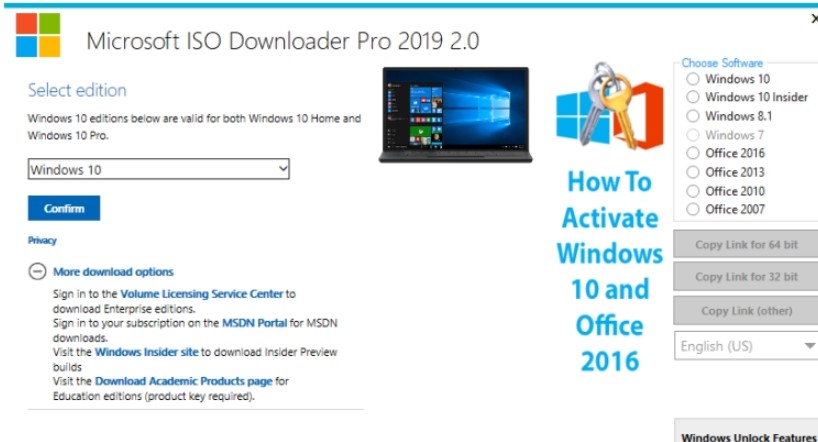 Microsoft ISO Downloader Pro 2019 2.0
Select edition
Windows 10 editions below are valid for both Windows 10 Home and
Windows 10 Pro.
Windows 10
Confirm
Privacy
More download options
Sign in to the Volume Licensing Service Center to
download Enterprise editions.
Sign in to your subscription on the MSDN Portal for MSDN
downloads.
Visit the Windows Insider site to download Insider Preview
builds
Visit the Download Academic Products page for
Education editions (product key required).
How To
Activate
Windows
10 and
Office
2016
Choose Software
Windows 10
Windows 10 Insider
Windows 8.1
Windows 7
Office 2016
Office 2013
Office 2010
Office 2007
Copy Link for 64 bit
Copy Link for 32 bit
Copy Link (other)
English (US)
Windows Unlock Features